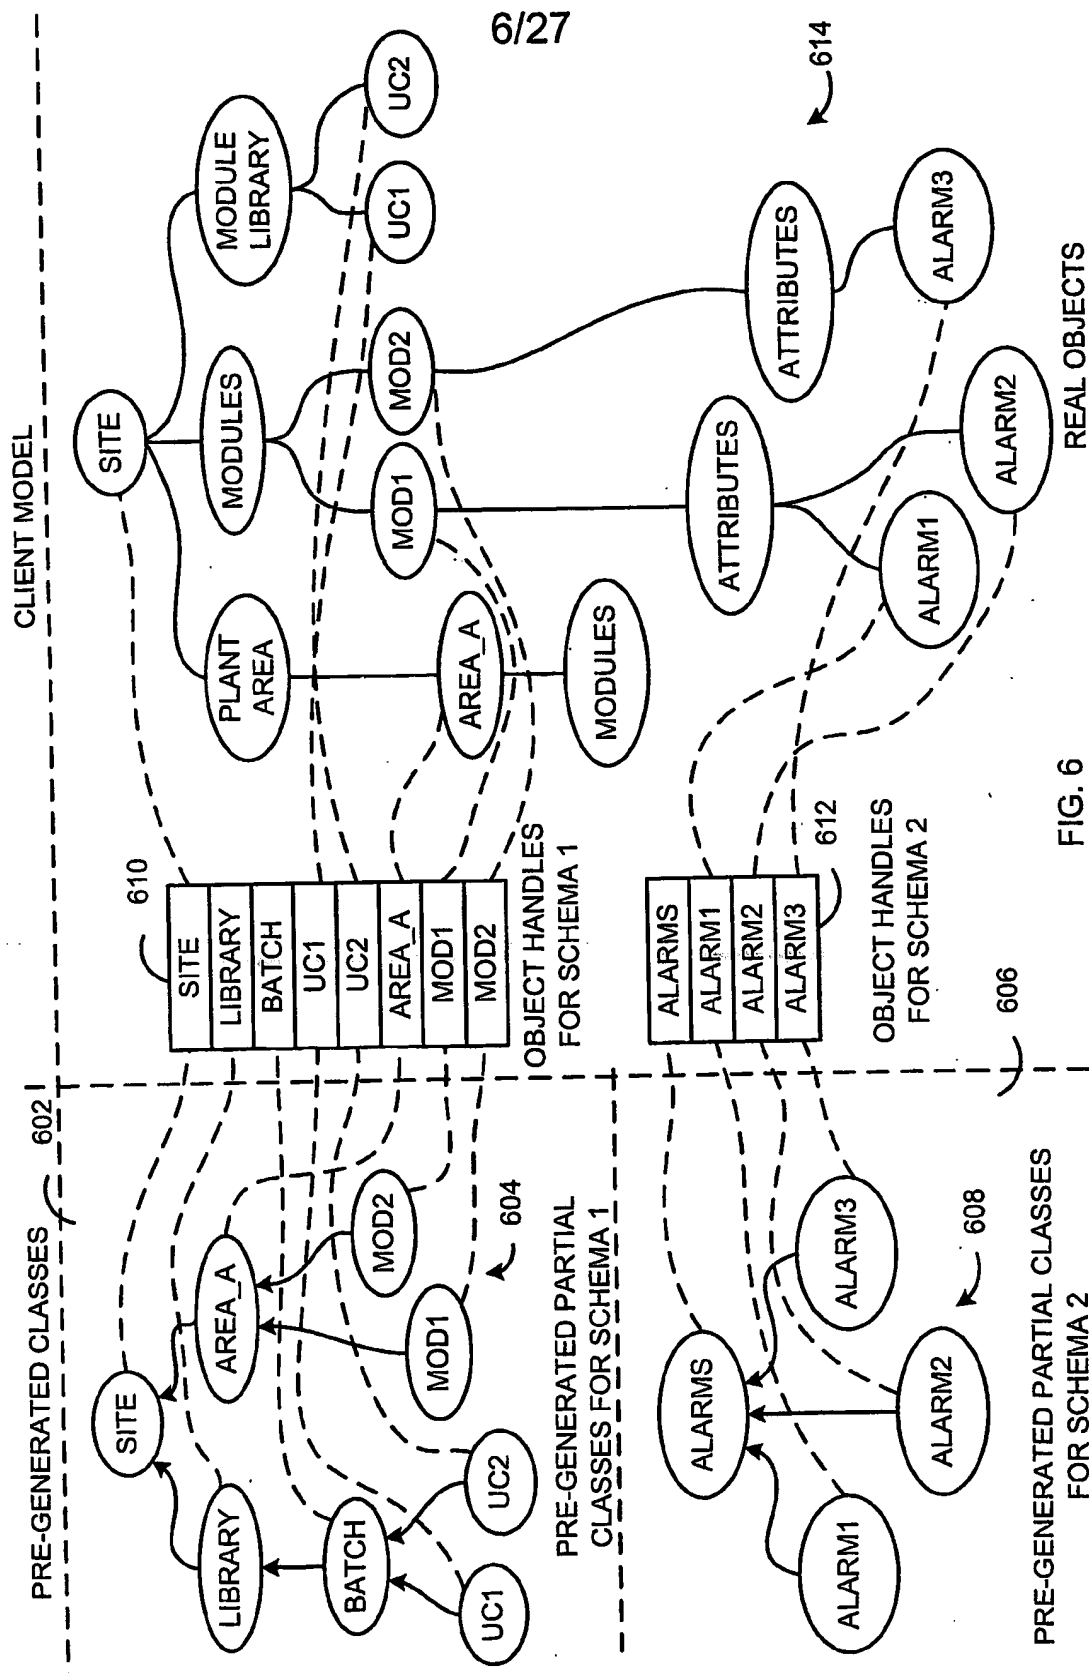 6/27
PRE-GENERATED CLASSES
602
CLIENT MODEL
SITE
LIBRARY
AREA_A
BATCH
MOD2
UC1
UC2
MOD1
604
PRE-GENERATED PARTIAL
CLASSES FOR SCHEMA 1
610
SITE
LIBRARY
BATCH
UC1
UC2
AREA_A
MOD1
MOD2
OBJECT HANDLES
FOR SCHEMA 1
SITE
PLANT
AREA
MODULES
MODULE
LIBRARY
MOD1
MOD2
UC1
UC2
AREA_A
MODULES
ATTRIBUTES
ATTRIBUTES
ALARM1
ALARM2
ALARM3
614
REAL OBJECTS
ALARMS
ALARM1
ALARM2
ALARM3
608
PRE-GENERATED PARTIAL CLASSES
FOR SCHEMA 2
606
ALARMS
ALARM1
ALARM2
ALARM3
612
OBJECT HANDLES
FOR SCHEMA 2
FIG. 6